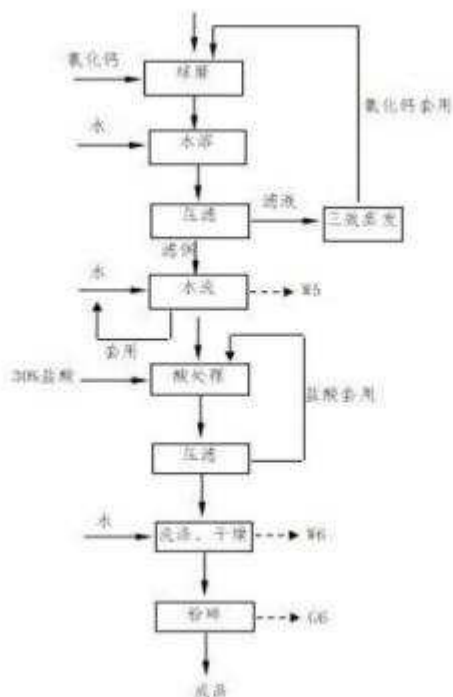 氯化钙
球磨
氯化钙套用
水
水溶
压滤
滤液
三效蒸发
滤饼
水
水洗
W5
套用
30%盐酸
酸处理
盐酸套用
压滤
水
洗涤、干燥
W6
粉碎
G6
成品